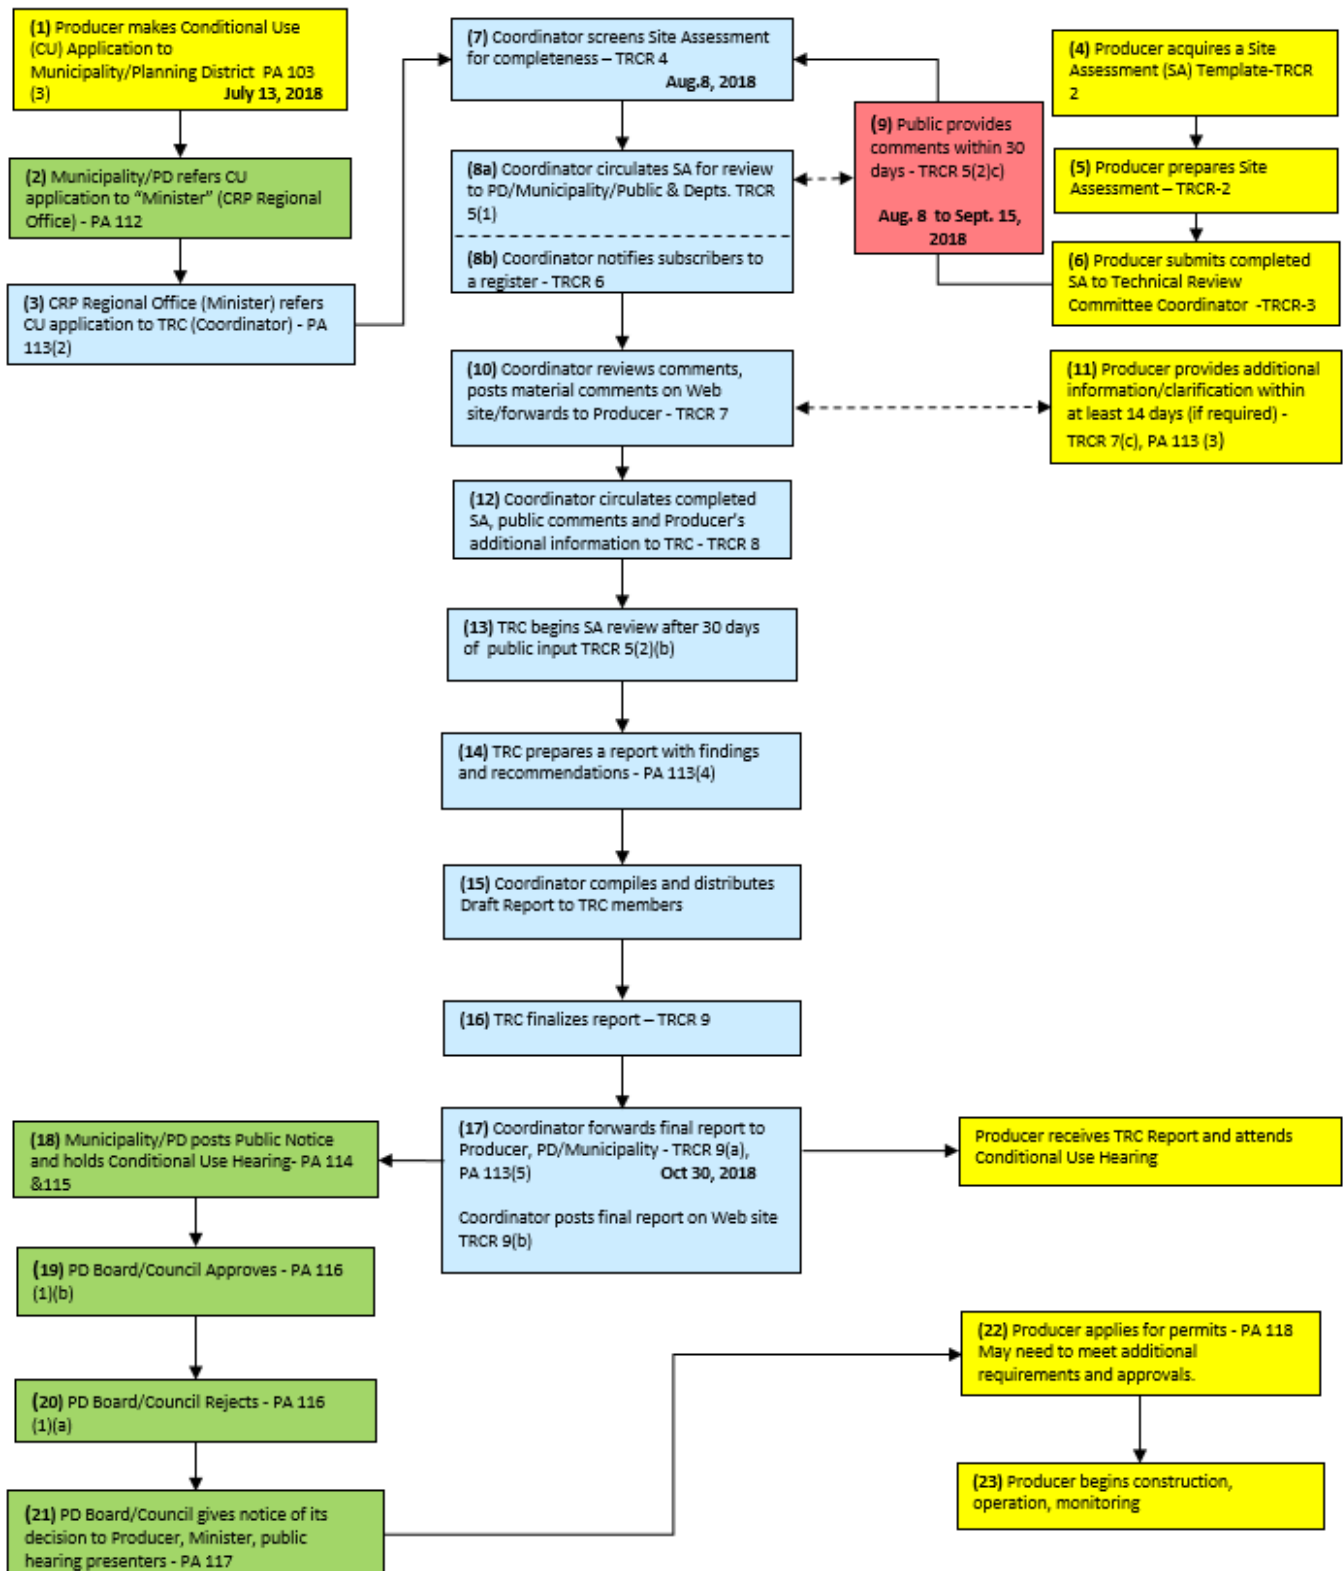 (1) Producer makes Conditional Use
(CU) Application to
Municipality/Planning District  PA 103
(3)                 July 13, 2018
(2) Municipality/PD refers CU
application to “Minister” (CRP Regional
Office) - PA 112
(3) CRP Regional Office (Minister) refers
CU application to TRC (Coordinator) - PA
113(2)
(4) Producer acquires a Site
Assessment (SA) Template-TRCR
2
(5) Producer prepares Site
Assessment – TRCR-2
(6) Producer submits completed
SA to Technical Review
Committee Coordinator  -TRCR-3
(7) Coordinator screens Site Assessment
for completeness – TRCR 4
Aug.8, 2018
(8a) Coordinator circulates SA for review
to PD/Municipality/Public & Depts. TRCR
5(1)
(8b) Coordinator notifies subscribers to
a register - TRCR 6
(9) Public provides
comments within 30
days - TRCR 5(2)c)
Aug. 8  to Sept. 15,
2018
(10) Coordinator reviews comments,
posts material comments on Web
site/forwards to Producer - TRCR 7
(11) Producer provides additional
information/clarification within
at least 14 days (if required) -
TRCR 7(c), PA 113 (3)
(12) Coordinator circulates completed
SA, public comments and Producer’s
additional information to TRC - TRCR 8
(13) TRC begins SA review after 30 days
of  public input TRCR 5(2)(b)
(14) TRC prepares a report with findings
and recommendations - PA 113(4)
(15) Coordinator compiles and distributes
Draft Report to TRC members
(16) TRC finalizes report – TRCR 9
(17) Coordinator forwards final report to
Producer, PD/Municipality - TRCR 9(a),
PA 113(5)                 Oct 30, 2018
Coordinator posts final report on Web site
TRCR 9(b)
Producer receives TRC Report and attends
Conditional Use Hearing
(18) Municipality/PD posts Public Notice
and holds Conditional Use Hearing- PA 114
&115
(19) PD Board/Council Approves - PA 116
(1)(b)
(20) PD Board/Council Rejects - PA 116
(1)(a)
(21) PD Board/Council gives notice of its
decision to Producer, Minister, public
hearing presenters - PA 117
(22) Producer applies for permits - PA 118
May need to meet additional
requirements and approvals.
(23) Producer begins construction,
operation, monitoring